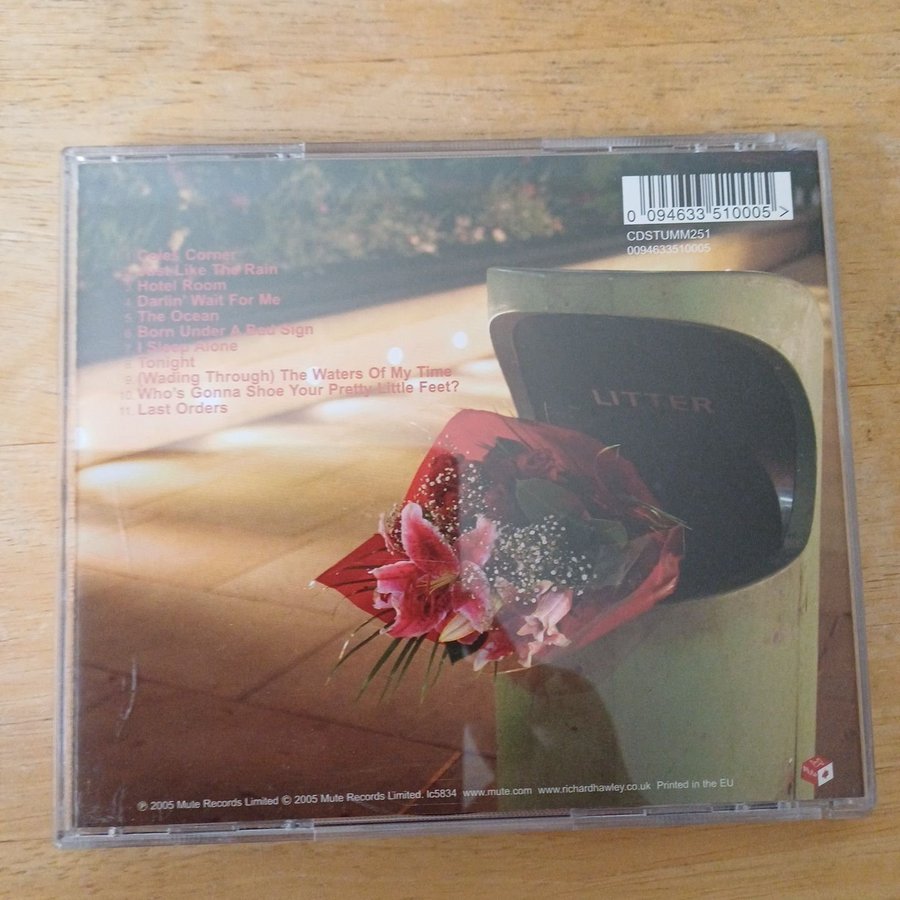 0 094633 510005 >
CDSTUMM251
0094633510005
1. Coles Corner
2. Just Like The Rain
3. Hotel Room
4. Darlin' Wait For Me
5. The Ocean
6. Born Under A Bad Sign
7. I Sleep Alone
8. Tonight
9. (Wading Through) The Waters Of My Time
10. Who's Gonna Shoe Your Pretty Little Feet?
11. Last Orders
LITTER
℗ 2005 Mute Records Limited © 2005 Mute Records Limited. lc5834 www.mute.com www.richardhawley.co.uk Printed in the EU